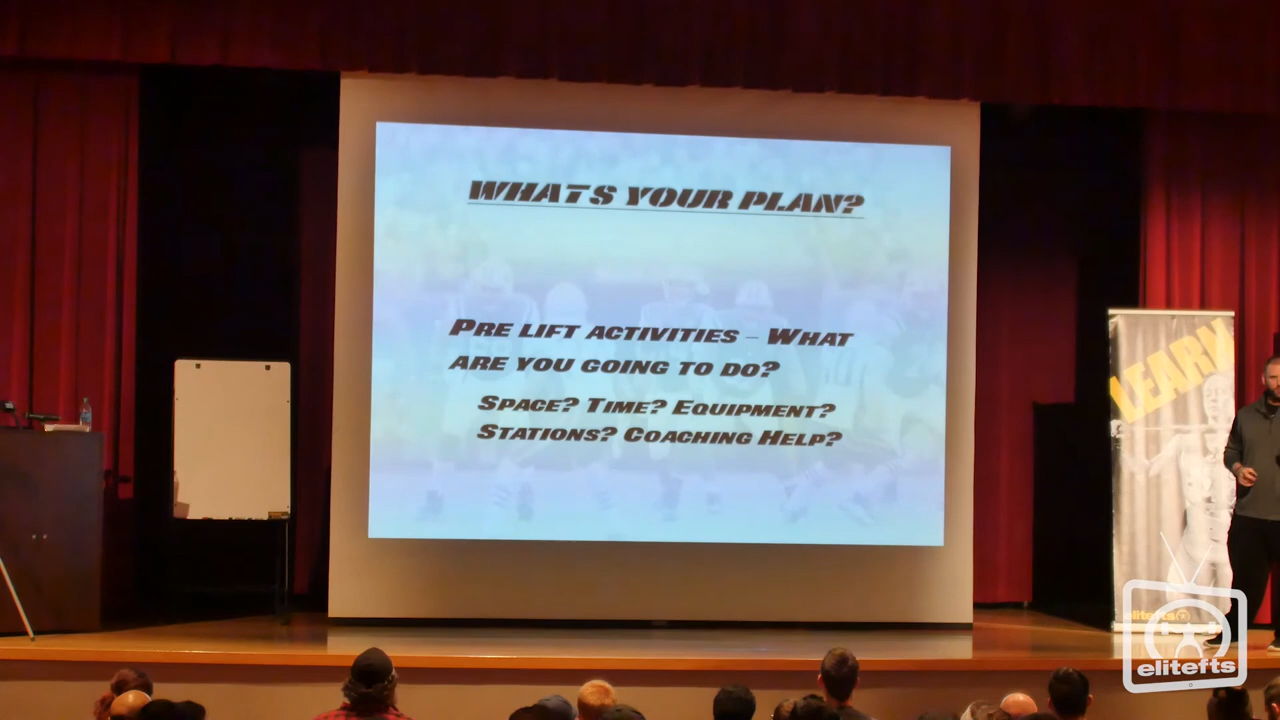 WHATS YOUR PLAN?
PRE LIFT ACTIVITIES – WHAT
ARE YOU GOING TO DO?
SPACE? TIME? EQUIPMENT?
STATIONS? COACHING HELP?
LEARN
elitefts
elitefts